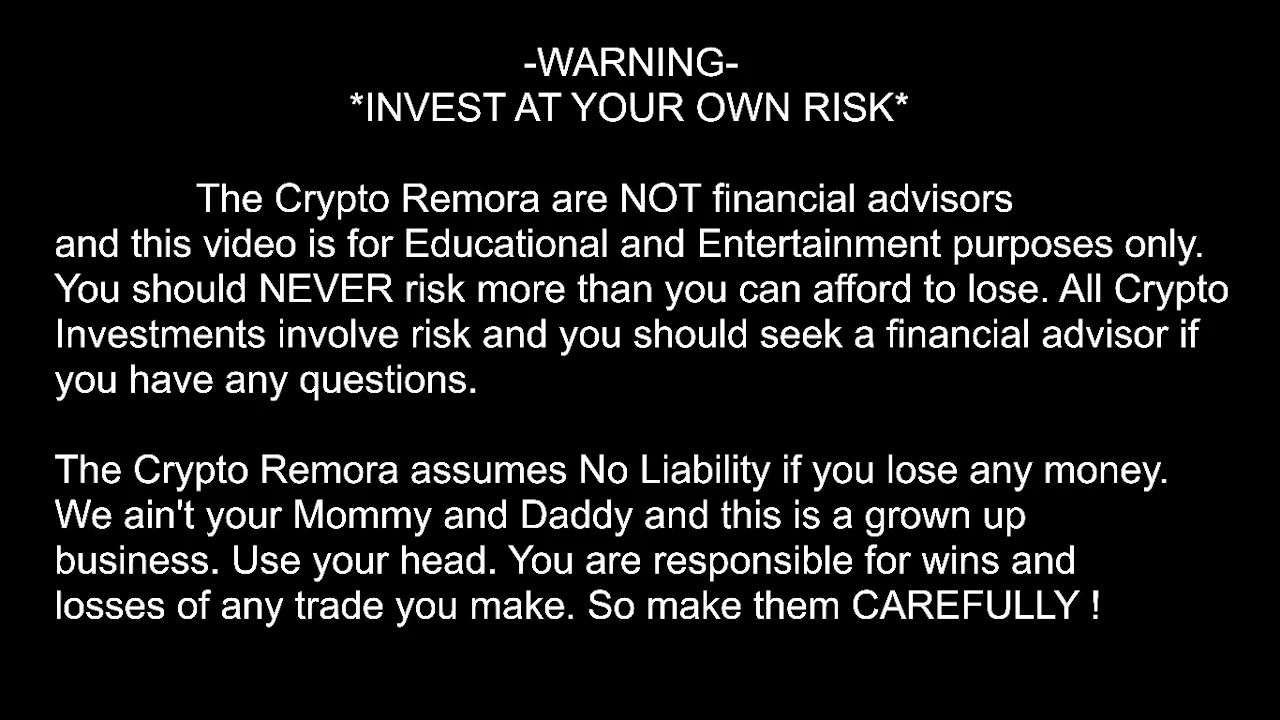 -WARNING-
*INVEST AT YOUR OWN RISK*
The Crypto Remora are NOT financial advisors
and this video is for Educational and Entertainment purposes only.
You should NEVER risk more than you can afford to lose. All Crypto
Investments involve risk and you should seek a financial advisor if
you have any questions.
The Crypto Remora assumes No Liability if you lose any money.
We ain't your Mommy and Daddy and this is a grown up
business. Use your head. You are responsible for wins and
losses of any trade you make. So make them CAREFULLY !